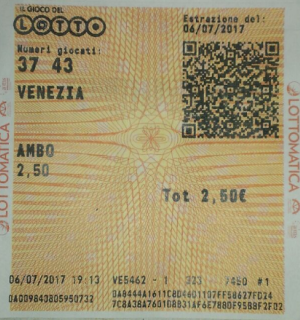 IL GIOCO DEL
LOTTO
Estrazione del:
06/07/2017
Numeri giocati:
37 43
VENEZIA
AMBO
2,50
Tot 2,50€
06/07/2017 19:13 VE5462 - 1 #1
LOTTOMATICA
LOTTOMATICA